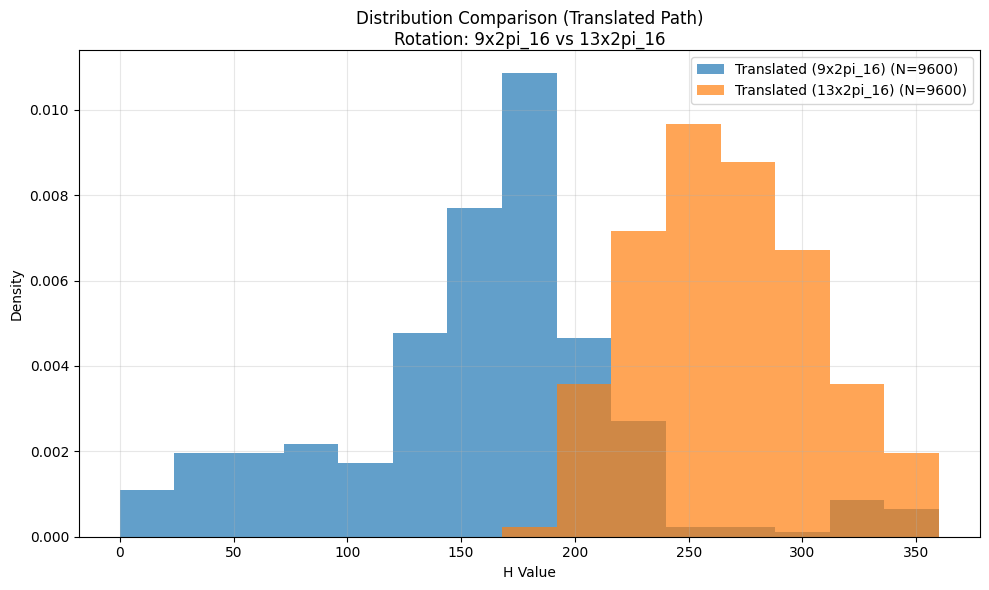 Distribution Comparison (Translated Path)
Rotation: 9x2pi_16 vs 13x2pi_16
Translated (9x2pi_16) (N=9600)
Translated (13x2pi_16) (N=9600)
0.010
0.008
0.006
0.004
0.002
0.000
Density
0 50 100 150 200 250 300 350
H Value